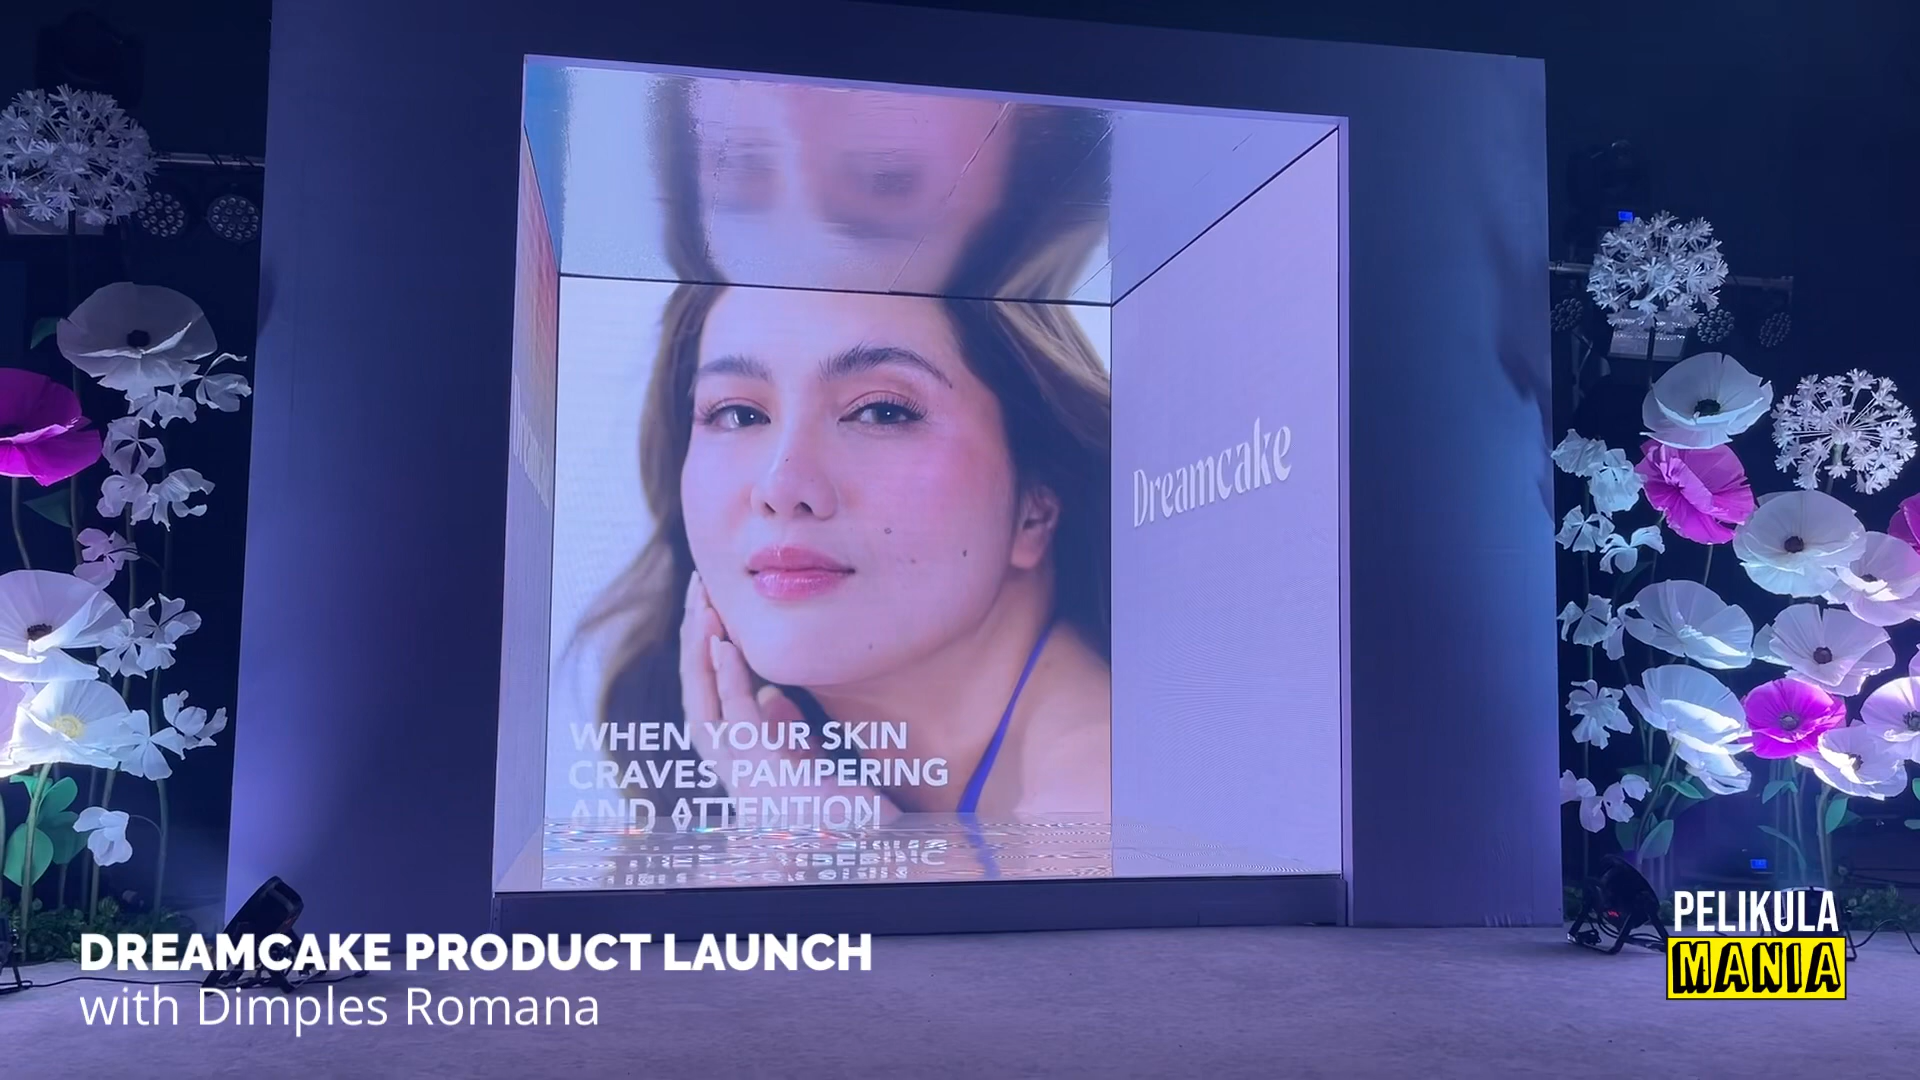 Dreamcake
WHEN YOUR SKIN
CRAVES PAMPERING
AND ATTENTION
DREAMCAKE PRODUCT LAUNCH
with Dimples Romana
PELIKULA
MANIA